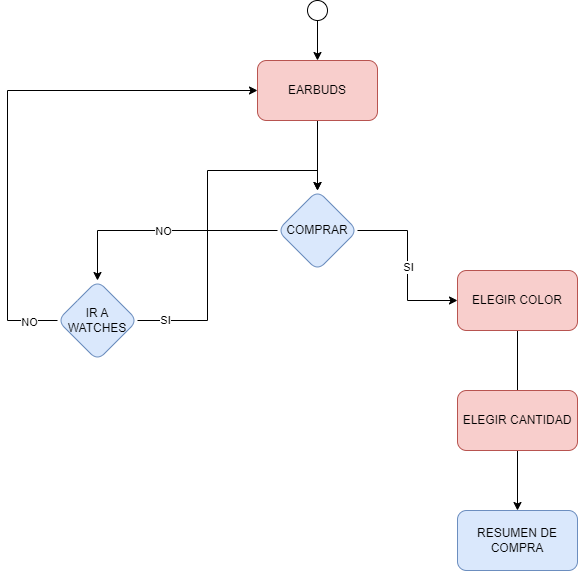 EARBUDS
COMPRAR
NO
SI
IR A
WATCHES
NO
SI
ELEGIR COLOR
ELEGIR CANTIDAD
RESUMEN DE
COMPRA